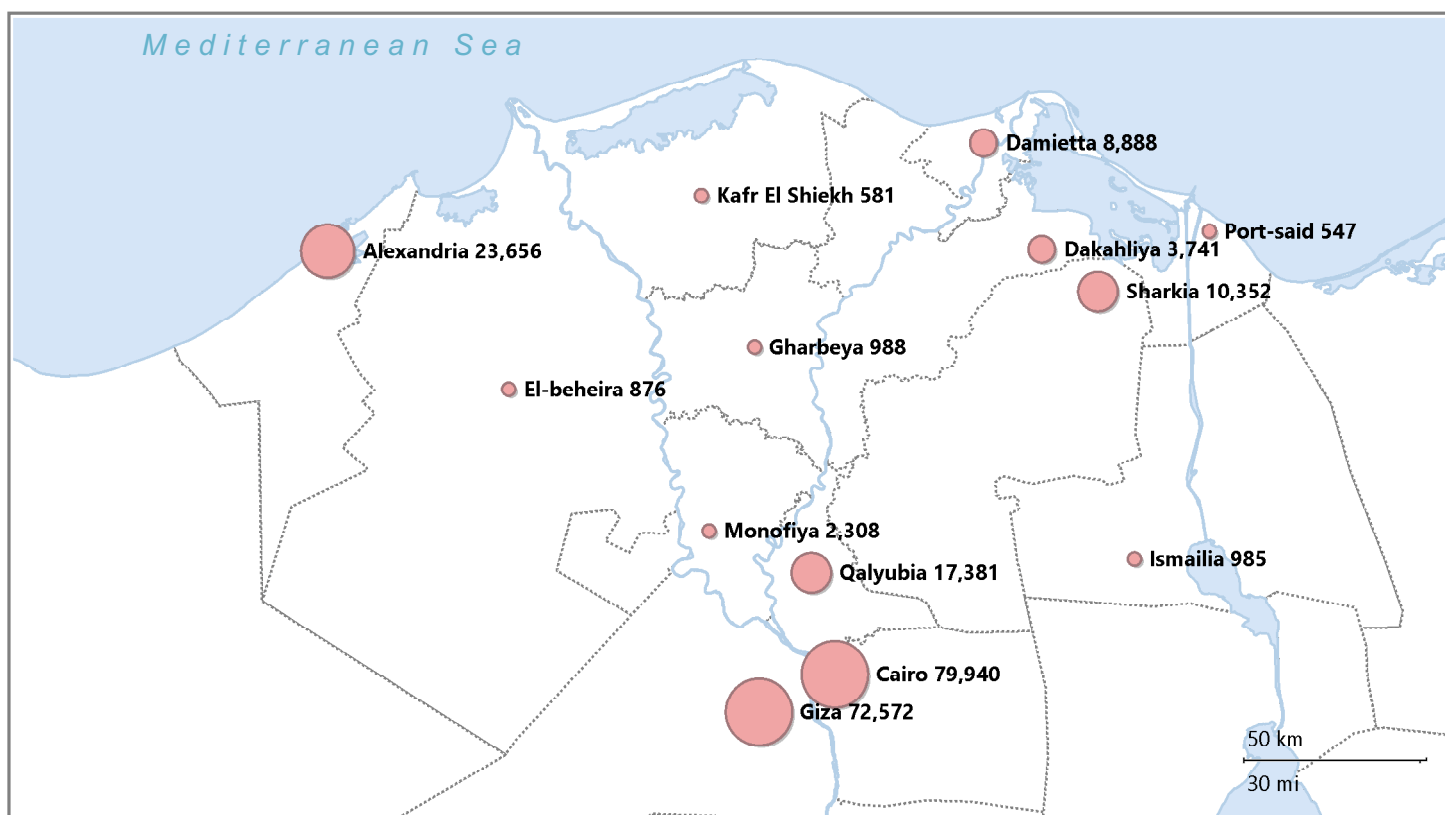 Mediterranean Sea
Damietta 8,888
Kafr El Shiekh 581
Port-said 547
Alexandria 23,656
Dakahliya 3,741
Sharkia 10,352
Gharbeya 988
El-beheira 876
Monofiya 2,308
Ismailia 985
Qalyubia 17,381
Cairo 79,940
Giza 72,572
50 km
30 mi